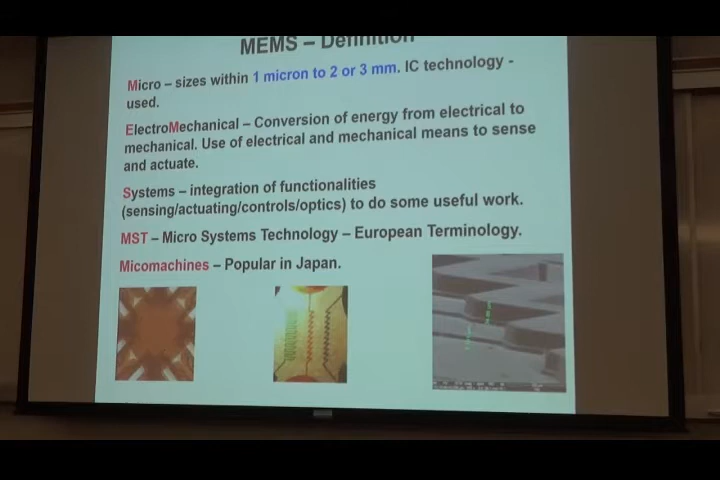 MEMS – Definition
Micro – sizes within 1 micron to 2 or 3 mm. IC technology -
used.
ElectroMechanical – Conversion of energy from electrical to
mechanical. Use of electrical and mechanical means to sense
and actuate.
Systems – integration of functionalities
(sensing/actuating/controls/optics) to do some useful work.
MST – Micro Systems Technology – European Terminology.
Micomachines – Popular in Japan.